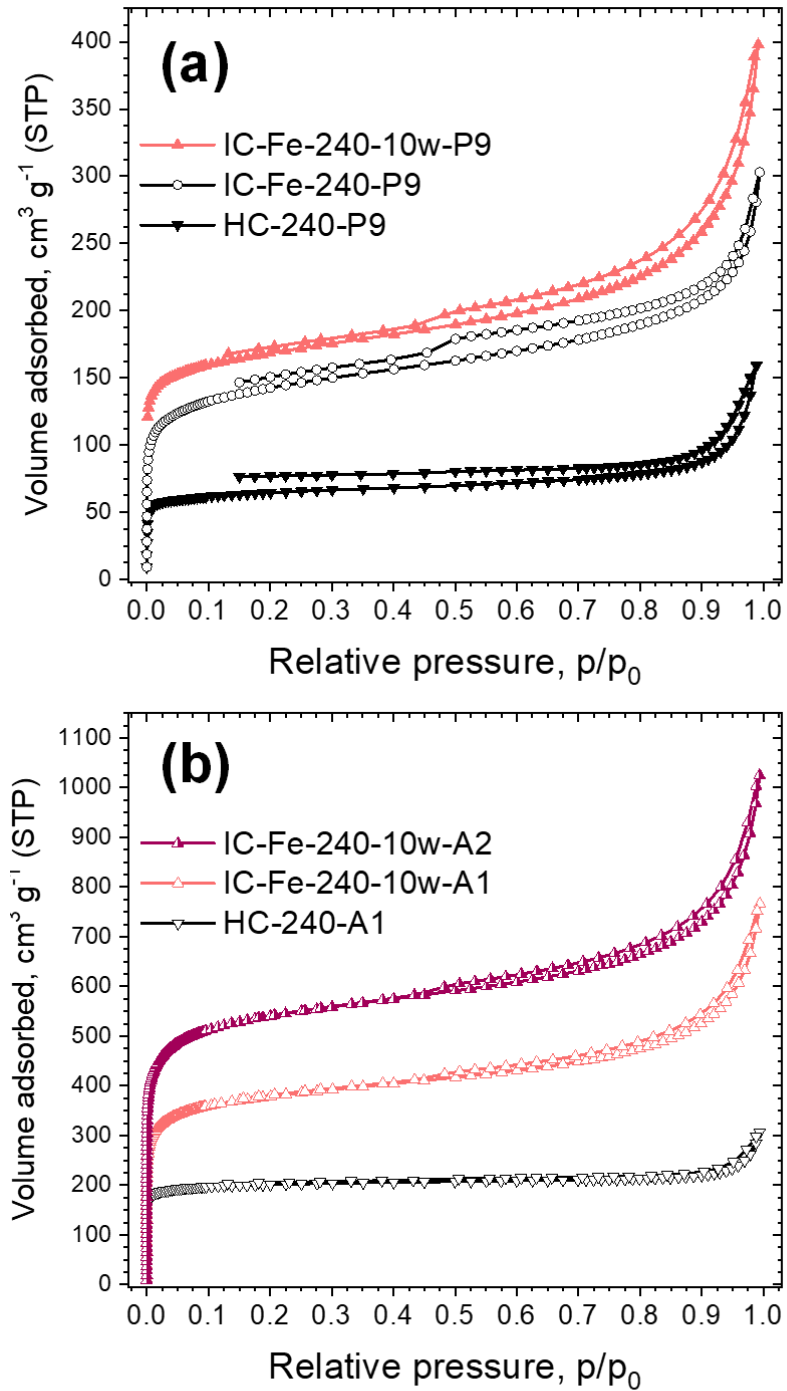 (a)
400
350
300
250
200
150
100
50
0
Volume adsorbed, cm³ g⁻¹ (STP)
IC-Fe-240-10w-P9
IC-Fe-240-P9
HC-240-P9
0.0 0.1 0.2 0.3 0.4 0.5 0.6 0.7 0.8 0.9 1.0
Relative pressure, p/p₀
(b)
1100
1000
900
800
700
600
500
400
300
200
100
0
Volume adsorbed, cm³ g⁻¹ (STP)
IC-Fe-240-10w-A2
IC-Fe-240-10w-A1
HC-240-A1
0.0 0.1 0.2 0.3 0.4 0.5 0.6 0.7 0.8 0.9 1.0
Relative pressure, p/p₀